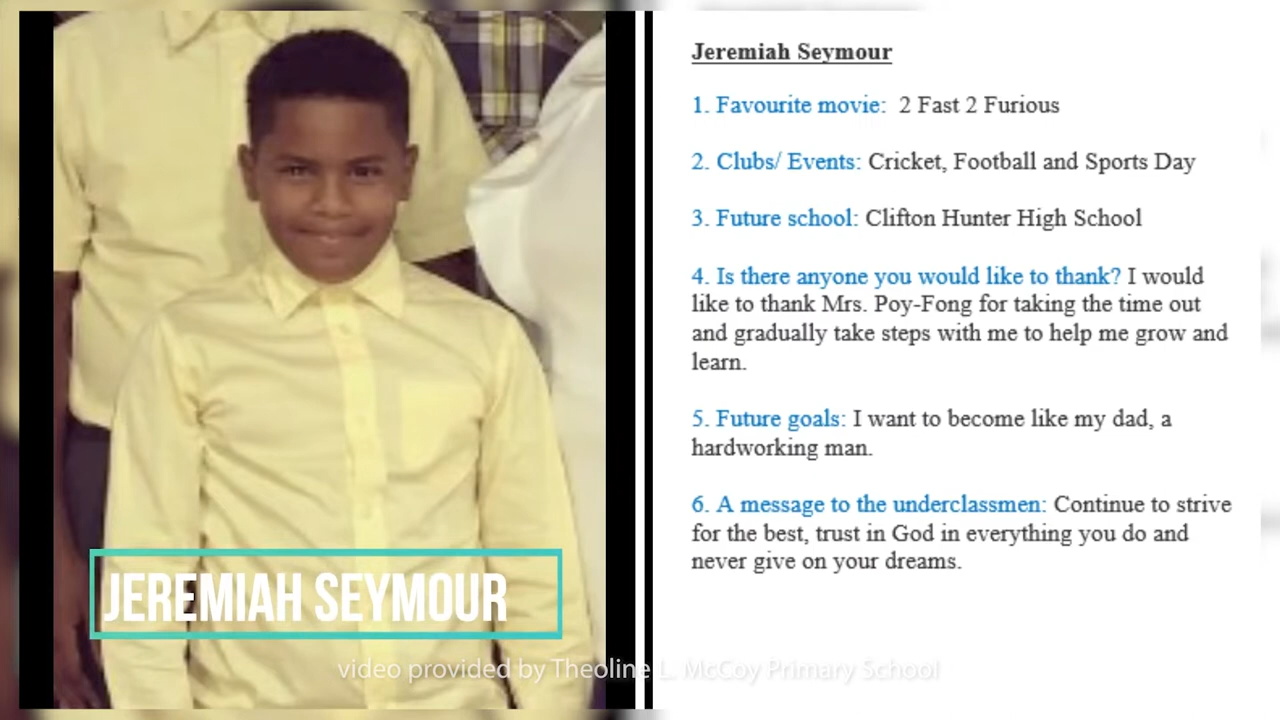 JEREMIAH SEYMOUR
Jeremiah Seymour
1. Favourite movie: 2 Fast 2 Furious
2. Clubs/ Events: Cricket, Football and Sports Day
3. Future school: Clifton Hunter High School
4. Is there anyone you would like to thank? I would
like to thank Mrs. Poy-Fong for taking the time out
and gradually take steps with me to help me grow and
learn.
5. Future goals: I want to become like my dad, a
hardworking man.
6. A message to the underclassmen: Continue to strive
for the best, trust in God in everything you do and
never give on your dreams.
video provided by Theoline L. McCoy Primary School